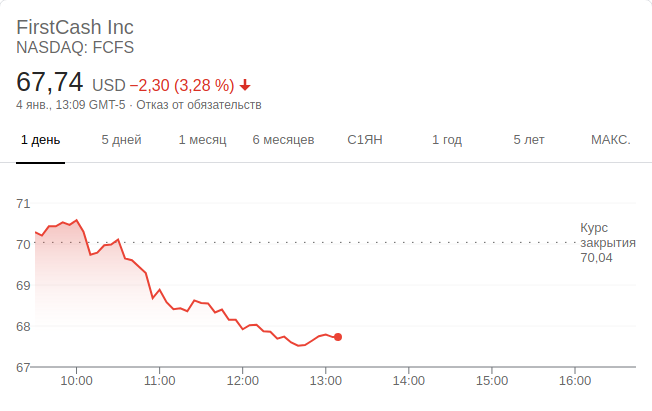 FirstCash Inc
NASDAQ: FCFS
67,74 USD −2,30 (3,28 %)
4 янв., 13:09 GMT-5 · Отказ от обязательств
1 день 5 дней 1 месяц 6 месяцев С1ЯН 1 год 5 лет МАКС.
71
70
69
68
67
Курс
закрытия
70,04
10:00 11:00 12:00 13:00 14:00 15:00 16:00